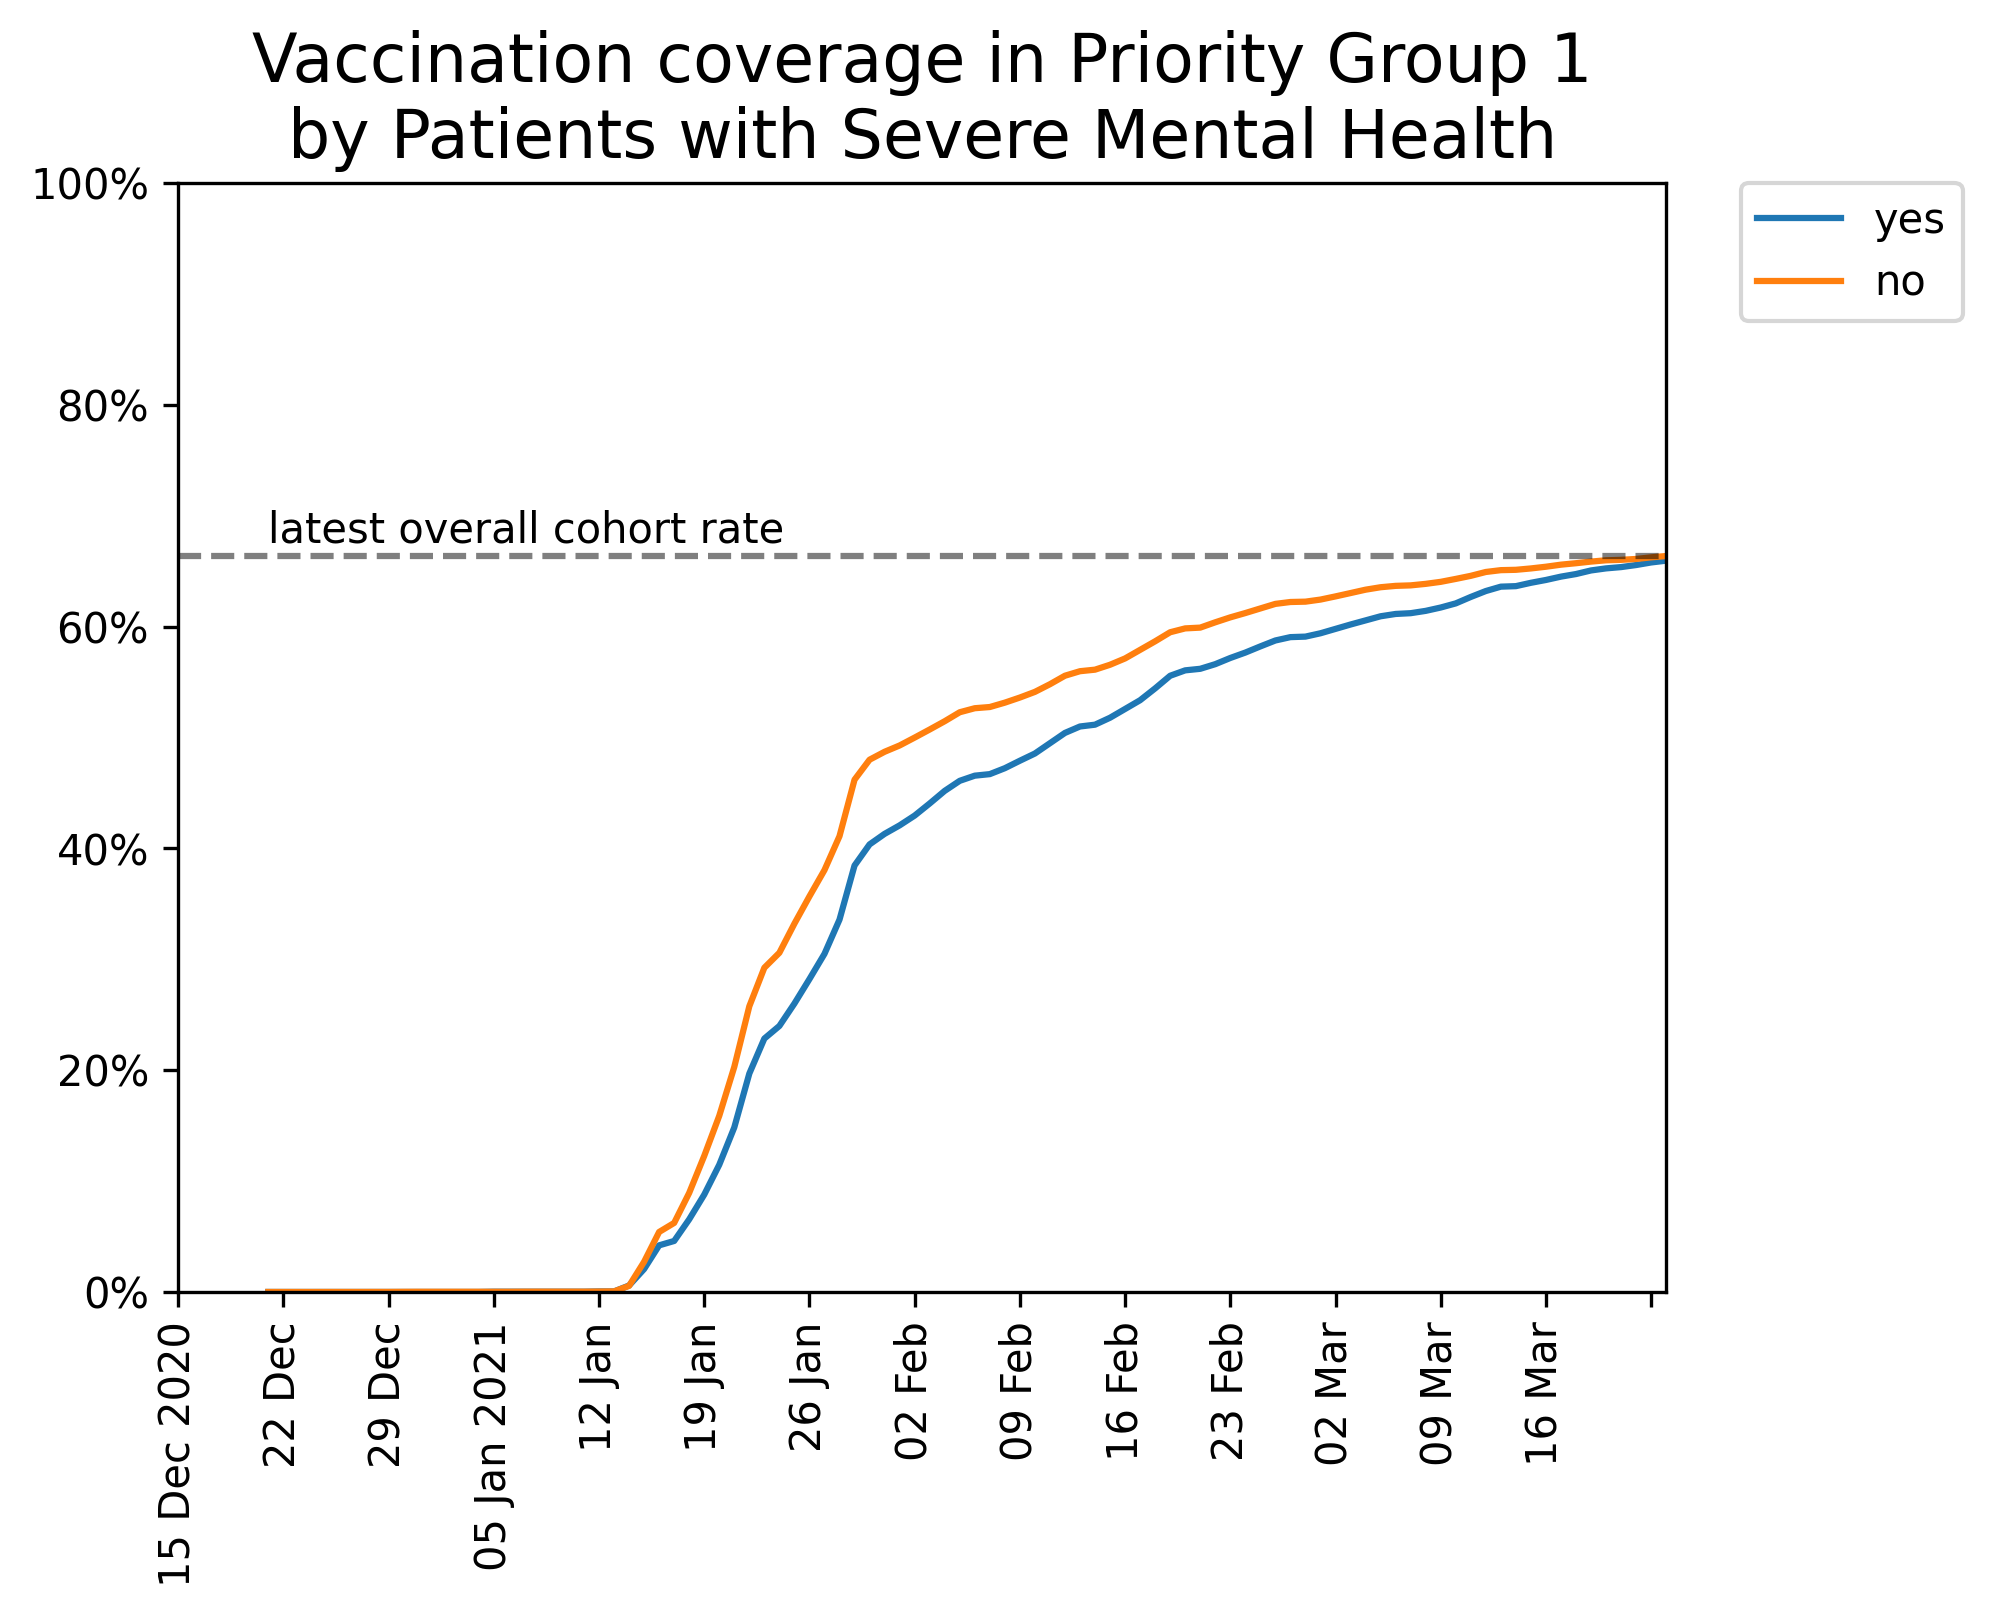 Vaccination coverage in Priority Group 1
by Patients with Severe Mental Health
100%
80%
60%
40%
20%
0%
latest overall cohort rate
yes
no
15 Dec 2020
22 Dec
29 Dec
05 Jan 2021
12 Jan
19 Jan
26 Jan
02 Feb
09 Feb
16 Feb
23 Feb
02 Mar
09 Mar
16 Mar